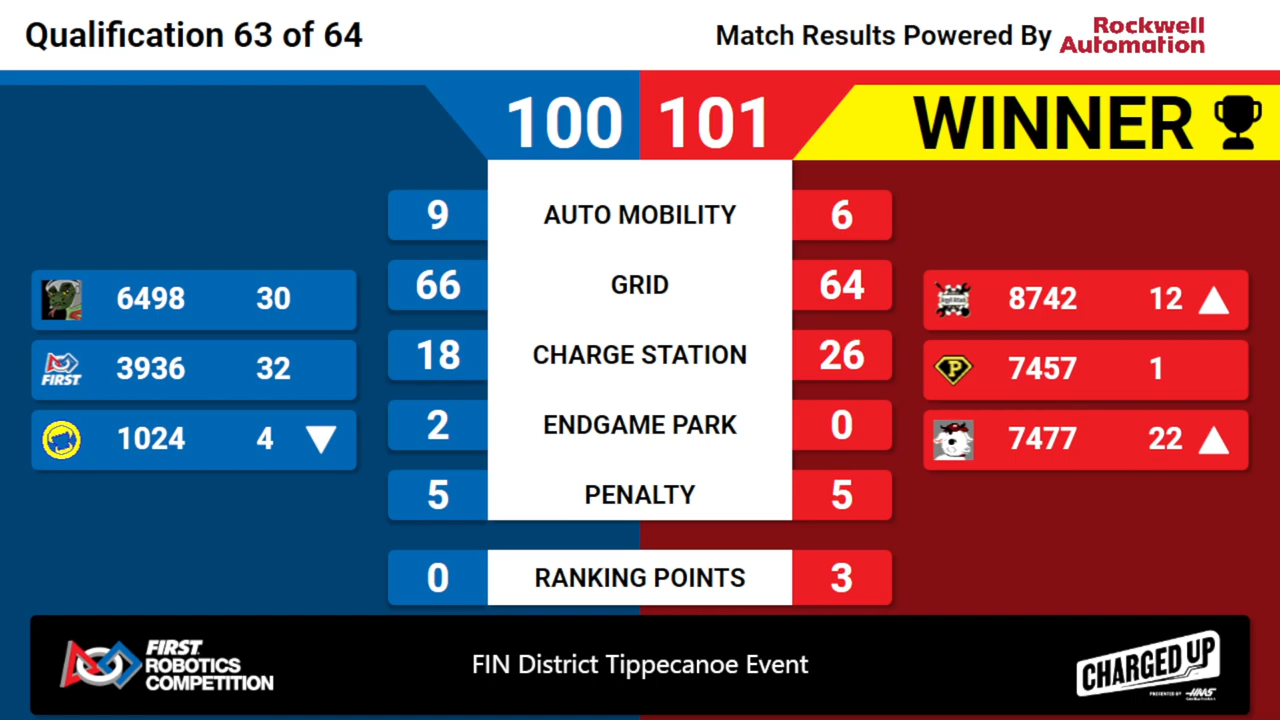 Qualification 63 of 64
Match Results Powered By Rockwell Automation
100 101 WINNER
9 AUTO MOBILITY 6
66 GRID 64
18 CHARGE STATION 26
2 ENDGAME PARK 0
5 PENALTY 5
0 RANKING POINTS 3
6498 30
3936 32
FIRST
1024 4
8742 12
P 7457 1
7477 22
FIRST
ROBOTICS
COMPETITION
FIN District Tippecanoe Event
CHARGED UP
PRESENTED BY HAAS